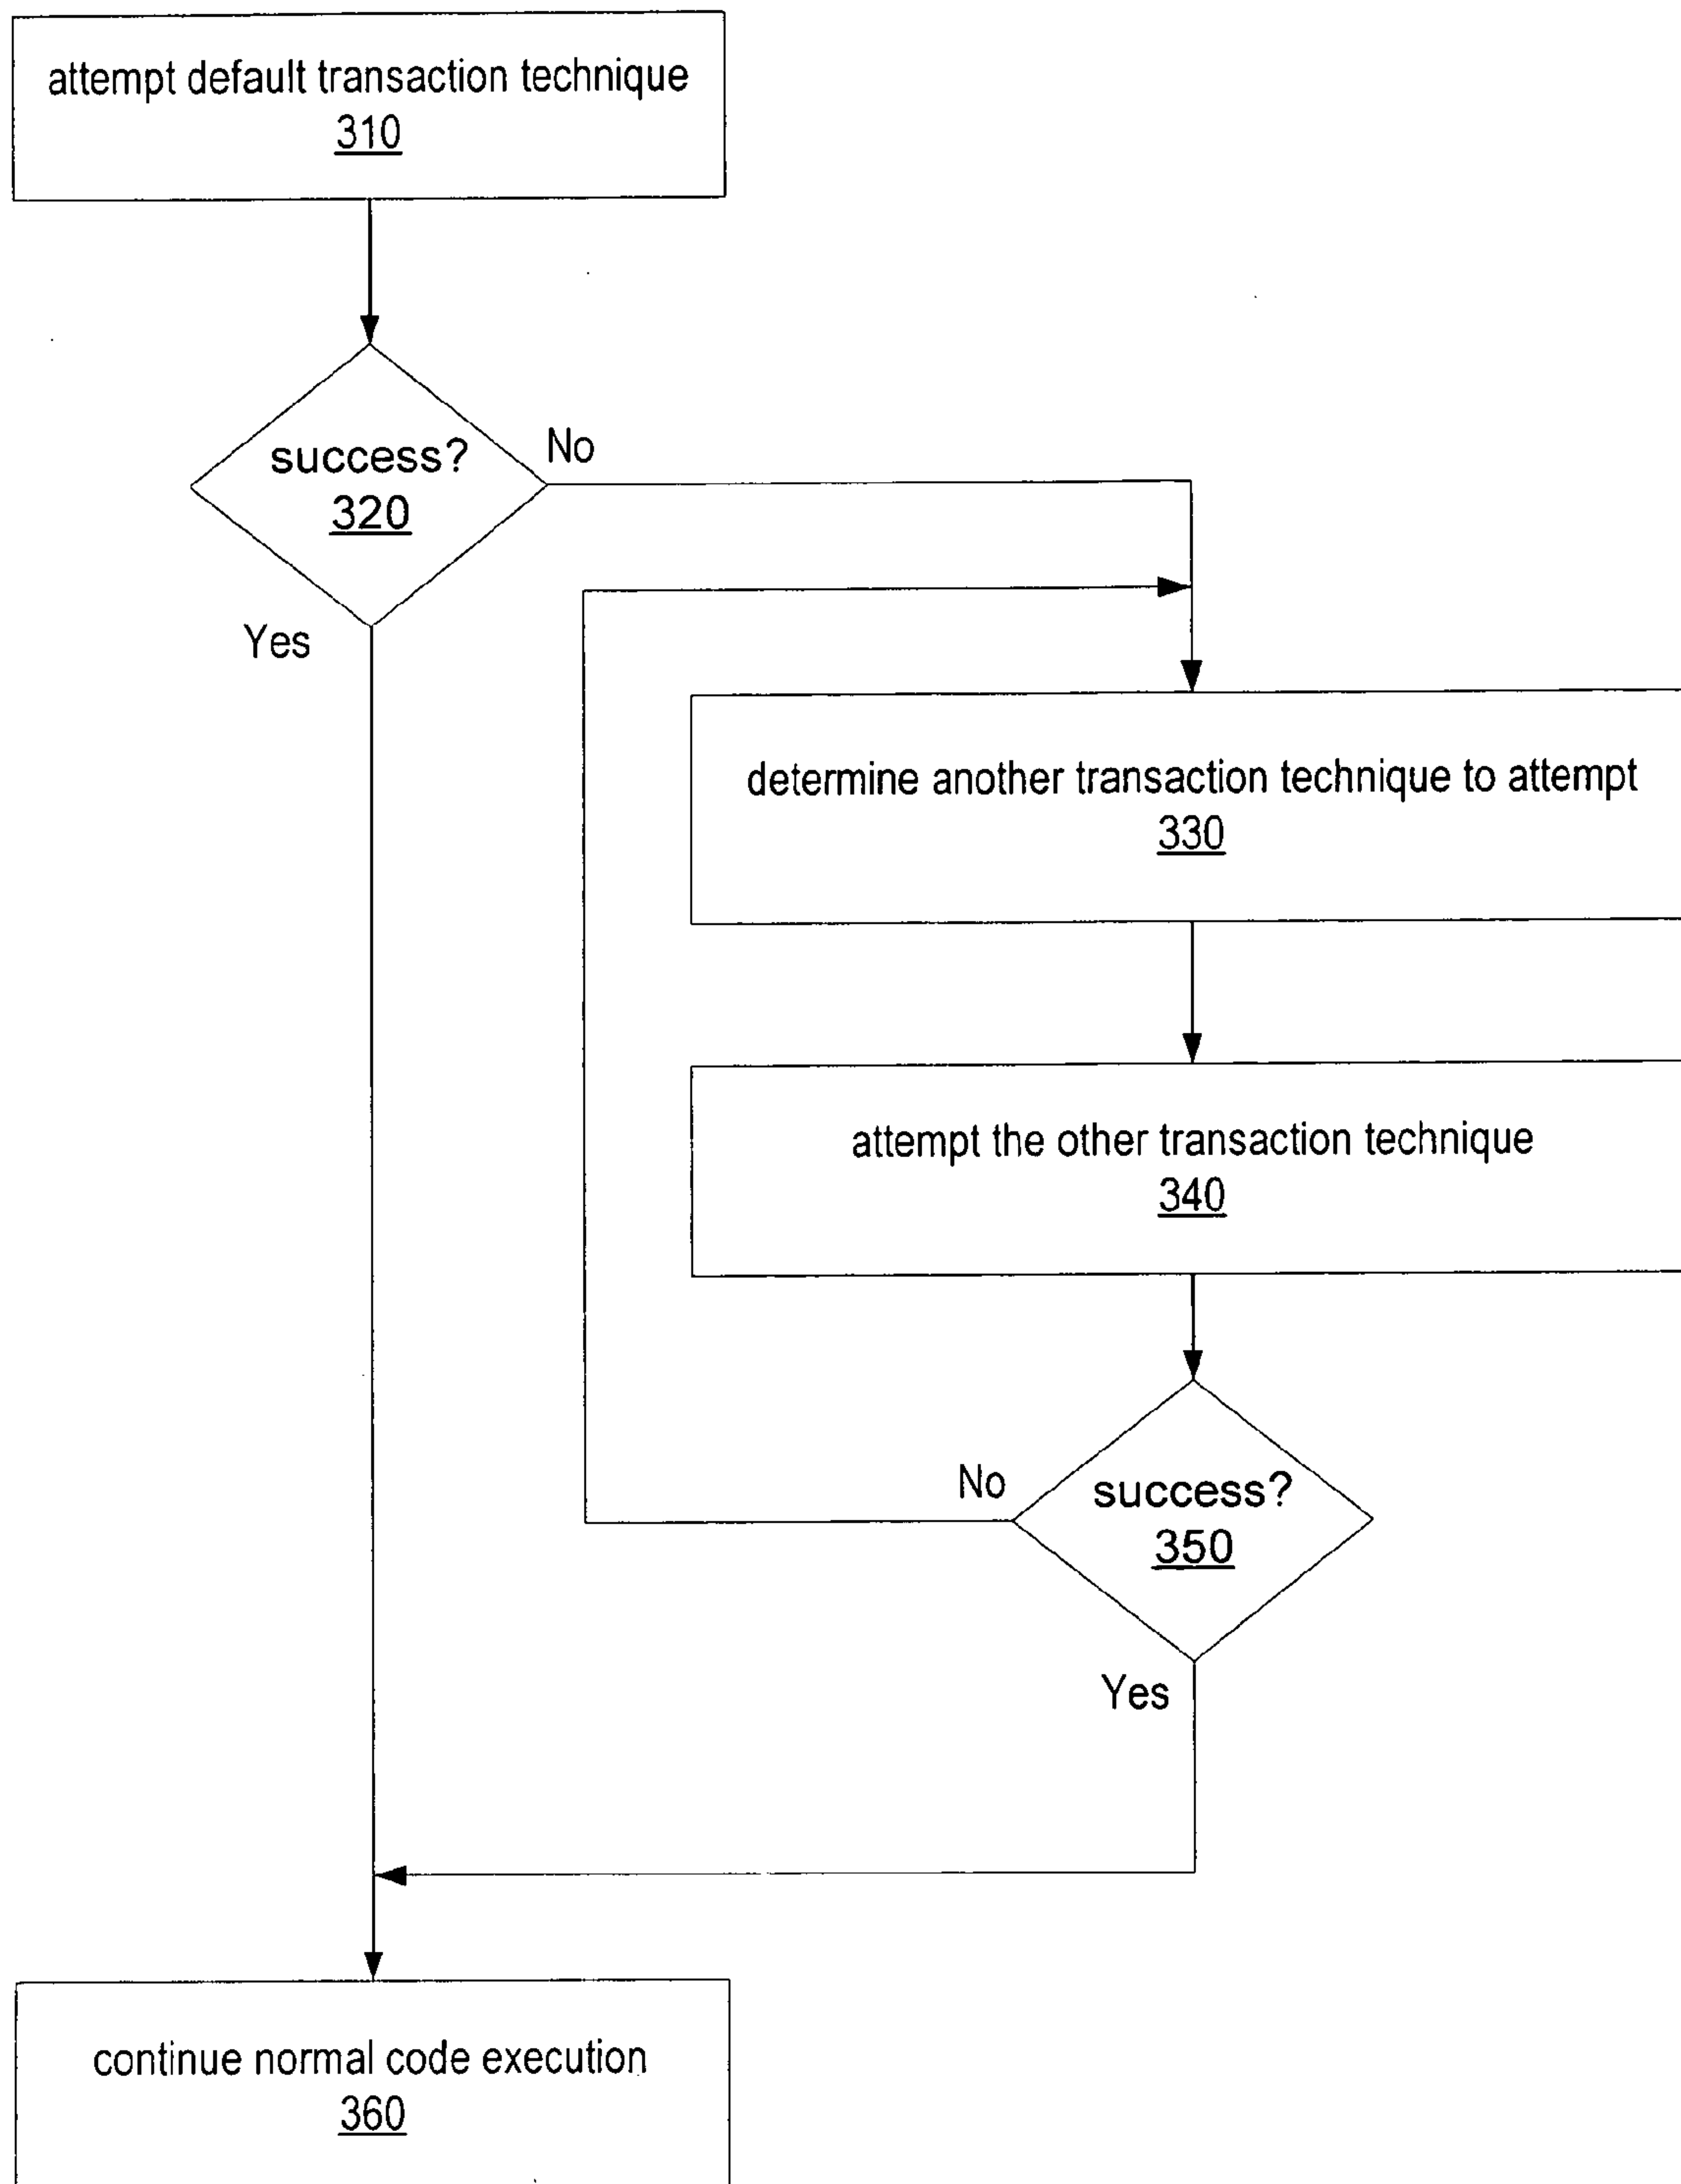 attempt default transaction technique
310
success?
320
No
Yes
determine another transaction technique to attempt
330
attempt the other transaction technique
340
No
success?
350
Yes
continue normal code execution
360